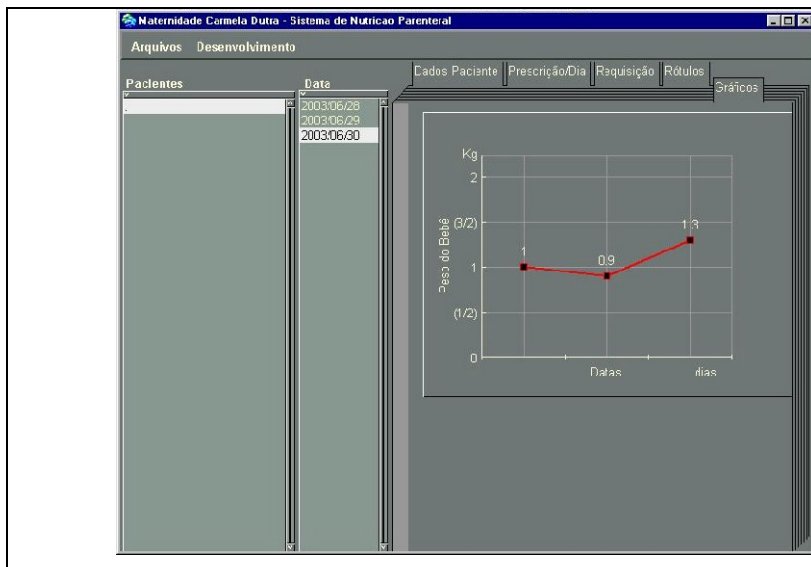 Maternidade Carmela Dutra - Sistema de Nutricao Parenteral
Arquivos Desenvolvimento
Pacientes
Data
Dados Paciente
Prescrição/Dia
Requisição
Rótulos
Gráficos
.
2003/06/28
2003/06/29
2003/06/30
Kg
2
(3/2)
1
(1/2)
0
Peso do Bebê
1
0.9
1.3
Datas
dias